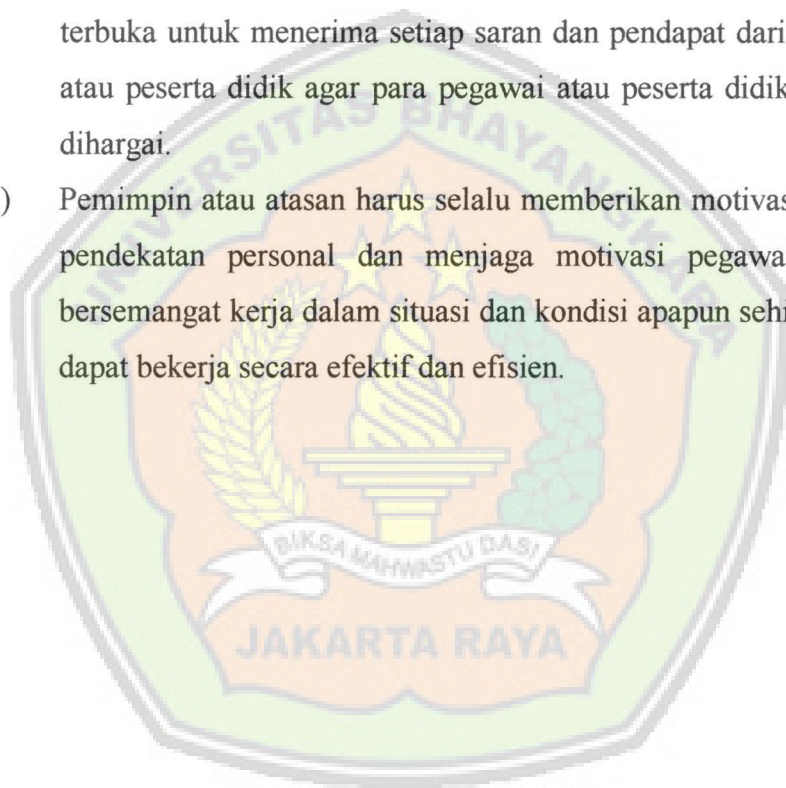 terbuka untuk menerima setiap saran dan pendapat dari
atau peserta didik agar para pegawai atau peserta didik
dihargai.
) Pemimpin atau atasan harus selalu memberikan motivas
pendekatan personal dan menjaga motivasi pegawa
bersemangat kerja dalam situasi dan kondisi apapun sehi
dapat bekerja secara efektif dan efisien.
UNIVERSITAS BHAYANGKARA
BIKSA MAHWASTU DASI
JAKARTA RAYA